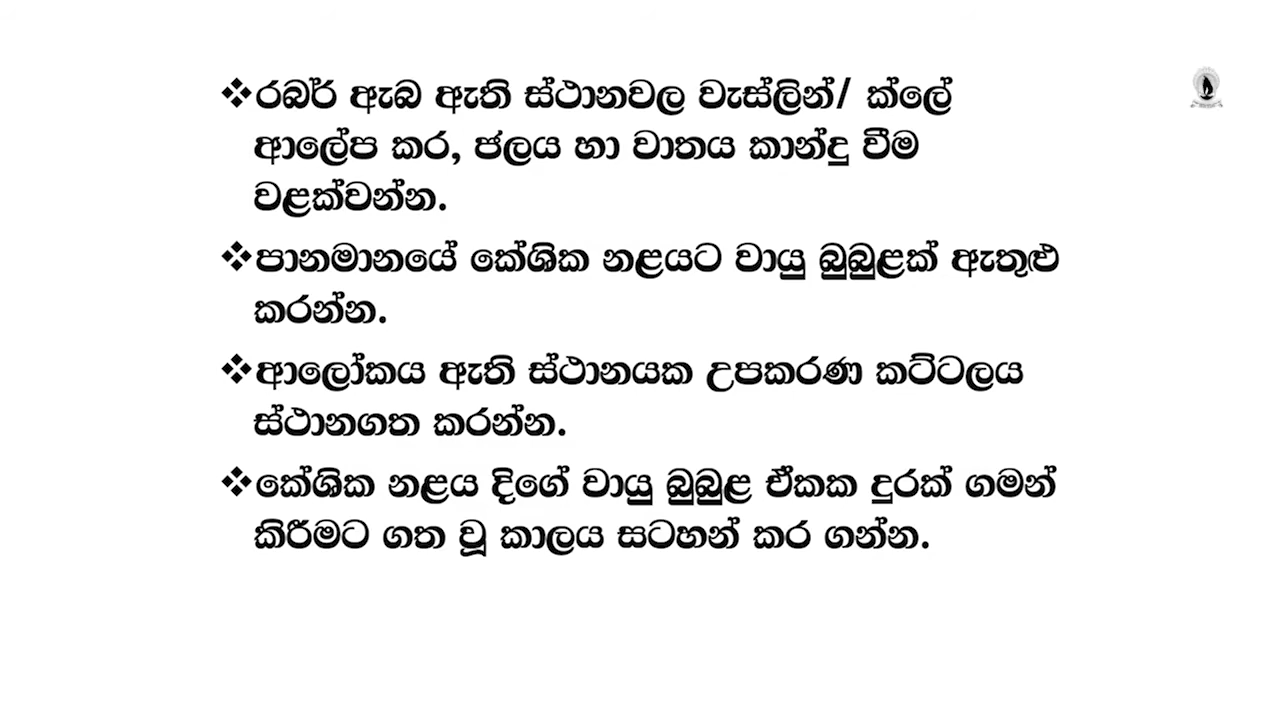 ❖රබර් ඇබ ඇති ස්ථානවල වැස්ලින්/ ක්ලේ
ආලේප කර, ජලය හා වාතය කාන්දු වීම
වළක්වන්න.
❖පානමානයේ කේශික නළයට වායු බුබුළක් ඇතුළු
කරන්න.
❖ආලෝකය ඇති ස්ථානයක උපකරණ කට්ටලය
ස්ථානගත කරන්න.
❖කේශික නළය දිගේ වායු බුබුළ ඒකක දුරක් ගමන්
කිරීමට ගත වූ කාලය සටහන් කර ගන්න.